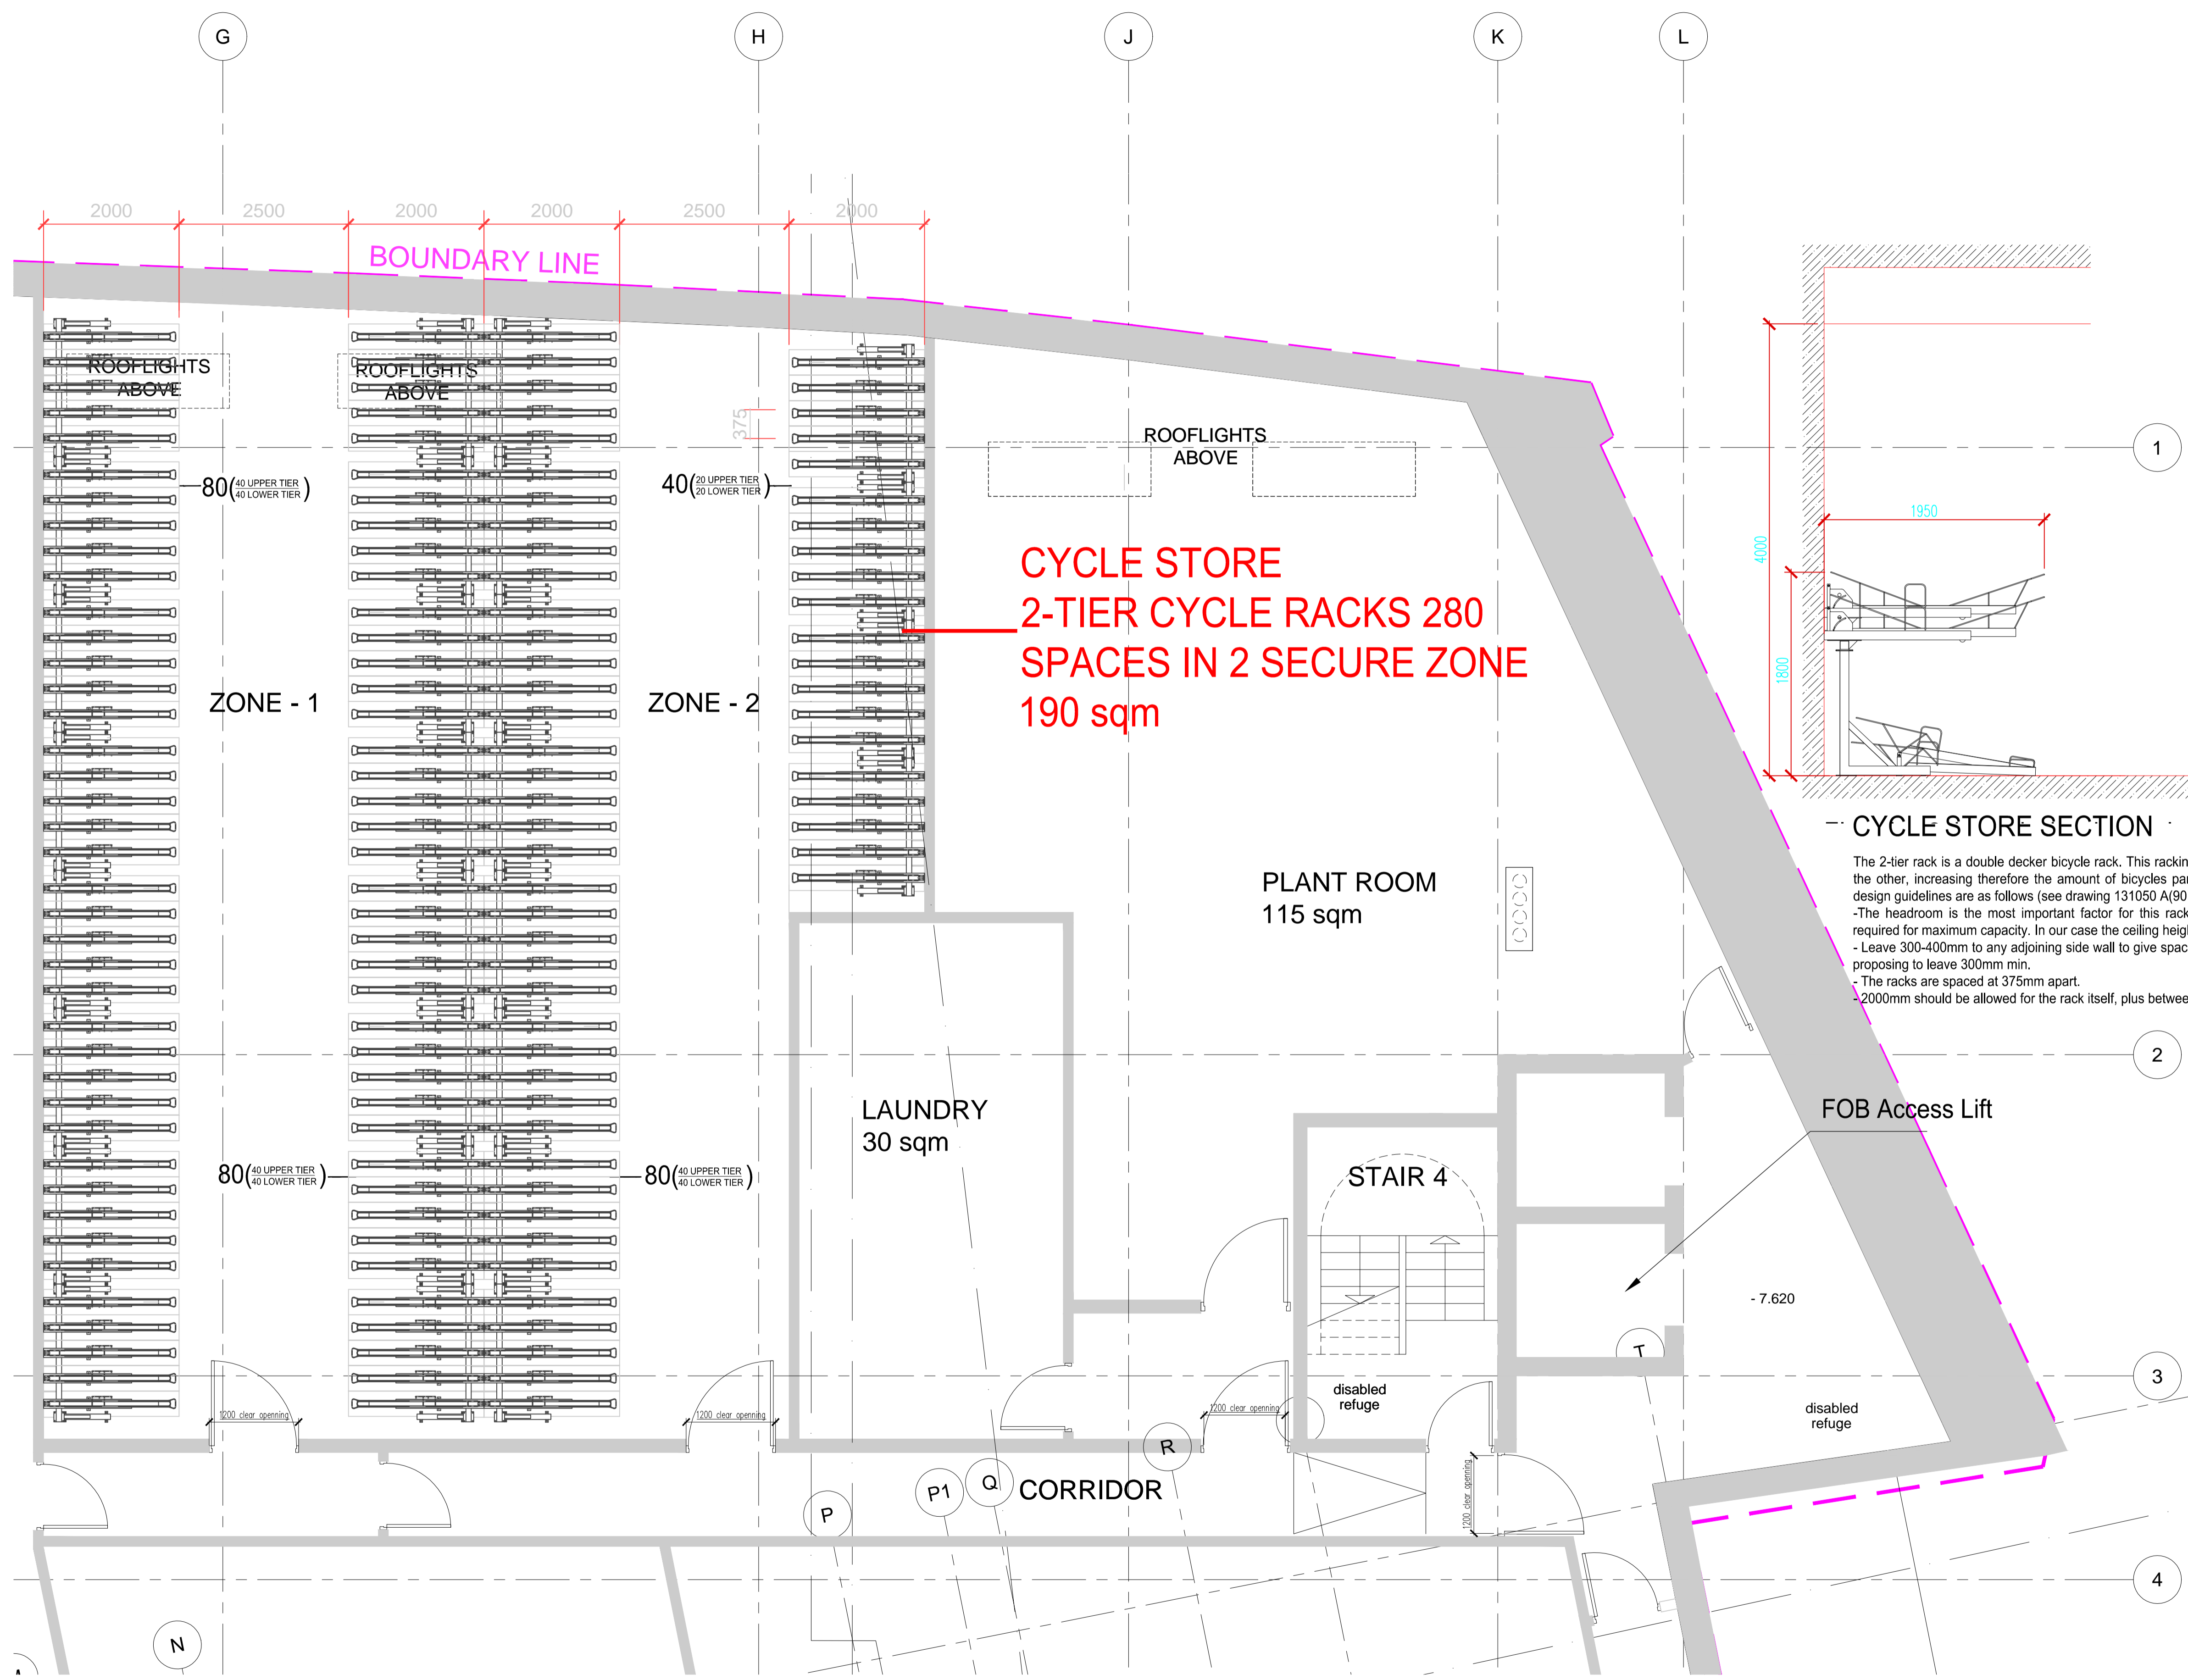 G
H
J
K
L
2000
2500
2000
2000
2500
2000
BOUNDARY LINE
ROOFLIGHTS
ABOVE
ROOFLIGHTS
ABOVE
375
ROOFLIGHTS
ABOVE
1
80( 40 UPPER TIER
40 LOWER TIER )
40( 20 UPPER TIER
20 LOWER TIER )
1950
4000
1800
CYCLE STORE
2-TIER CYCLE RACKS 280
SPACES IN 2 SECURE ZONE
190 sqm
ZONE - 1
ZONE - 2
CYCLE STORE SECTION
The 2-tier rack is a double decker bicycle rack. This
the other, increasing therefore the amount of bicycles
design guidelines are as follows (see drawing 131050 A(90
-The headroom is the most important factor for this rack
required for maximum capacity. In our case the ceiling
- Leave 300-400mm to any adjoining side wall to give
proposing to leave 300mm min.
- The racks are spaced at 375mm apart.
- 2000mm should be allowed for the rack itself, plus
PLANT ROOM
115 sqm
2
LAUNDRY
30 sqm
FOB Access Lift
80( 40 UPPER TIER
40 LOWER TIER )
80( 40 UPPER TIER
40 LOWER TIER )
STAIR 4
- 7.620
T
3
disabled
refuge
disabled
refuge
1200 clear openning
1200 clear openning
1200 clear openning
R
1200 clear openning
P
P1
Q
CORRIDOR
4
N